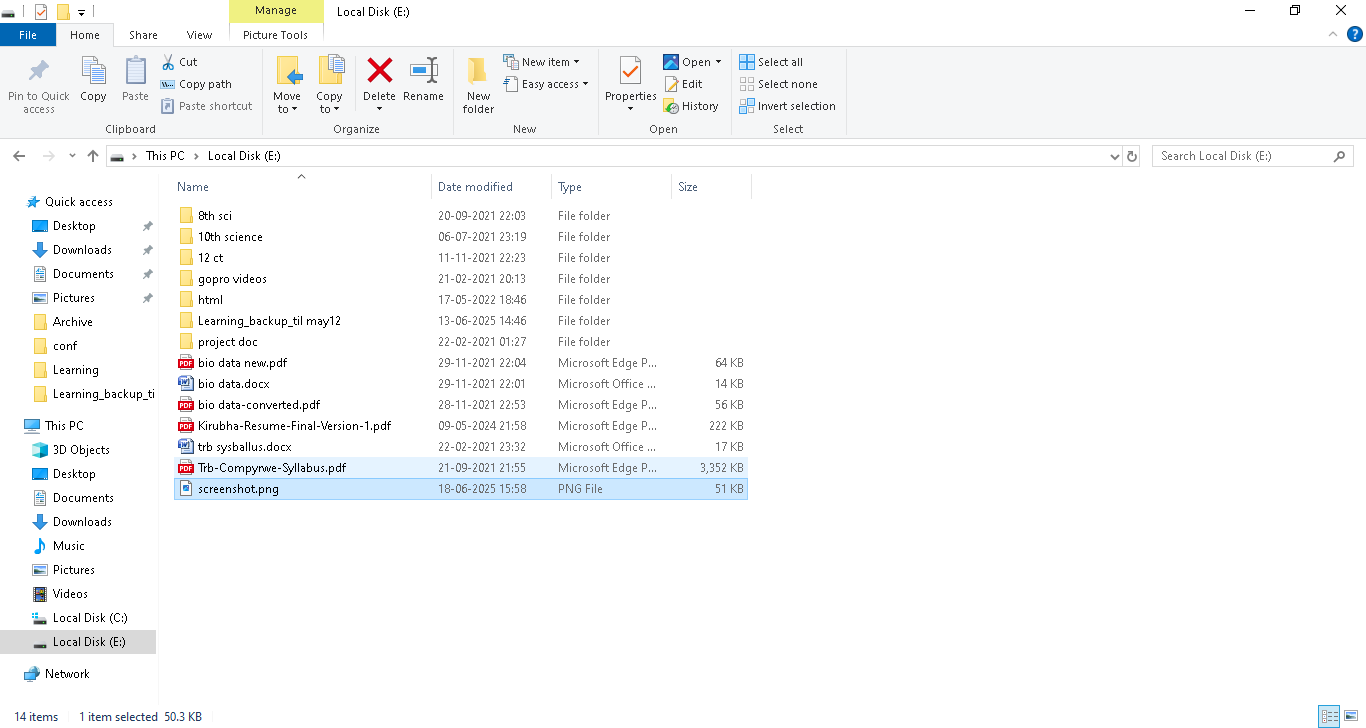 Manage
Local Disk (E:)
File Home Share View Picture Tools
Pin to Quick access
Copy
Paste
Cut
Copy path
Paste shortcut
Clipboard
Move to
Copy to
Delete
Rename
Organize
New folder
New item
Easy access
New
Properties
Open
Edit
History
Open
Select all
Select none
Invert selection
Select
This PC > Local Disk (E:)
Search Local Disk (E:)
Quick access
Desktop
Downloads
Documents
Pictures
Archive
conf
Learning
Learning_backup_ti
This PC
3D Objects
Desktop
Documents
Downloads
Music
Pictures
Videos
Local Disk (C:)
Local Disk (E:)
Network
Name Date modified Type Size
8th sci 20-09-2021 22:03 File folder
10th science 06-07-2021 23:19 File folder
12 ct 11-11-2021 22:23 File folder
gopro videos 21-02-2021 20:13 File folder
html 17-05-2022 18:46 File folder
Learning_backup_til may12 13-06-2025 14:46 File folder
project doc 22-02-2021 01:27 File folder
bio data new.pdf 29-11-2021 22:04 Microsoft Edge P... 64 KB
bio data.docx 29-11-2021 22:01 Microsoft Office ... 14 KB
bio data-converted.pdf 28-11-2021 22:53 Microsoft Edge P... 56 KB
Kirubha-Resume-Final-Version-1.pdf 09-05-2024 21:58 Microsoft Edge P... 222 KB
trb sysballus.docx 22-02-2021 23:32 Microsoft Office ... 17 KB
Trb-Compyrwe-Syllabus.pdf 21-09-2021 21:55 Microsoft Edge P... 3,352 KB
screenshot.png 18-06-2025 15:58 PNG File 51 KB
14 items 1 item selected 50.3 KB